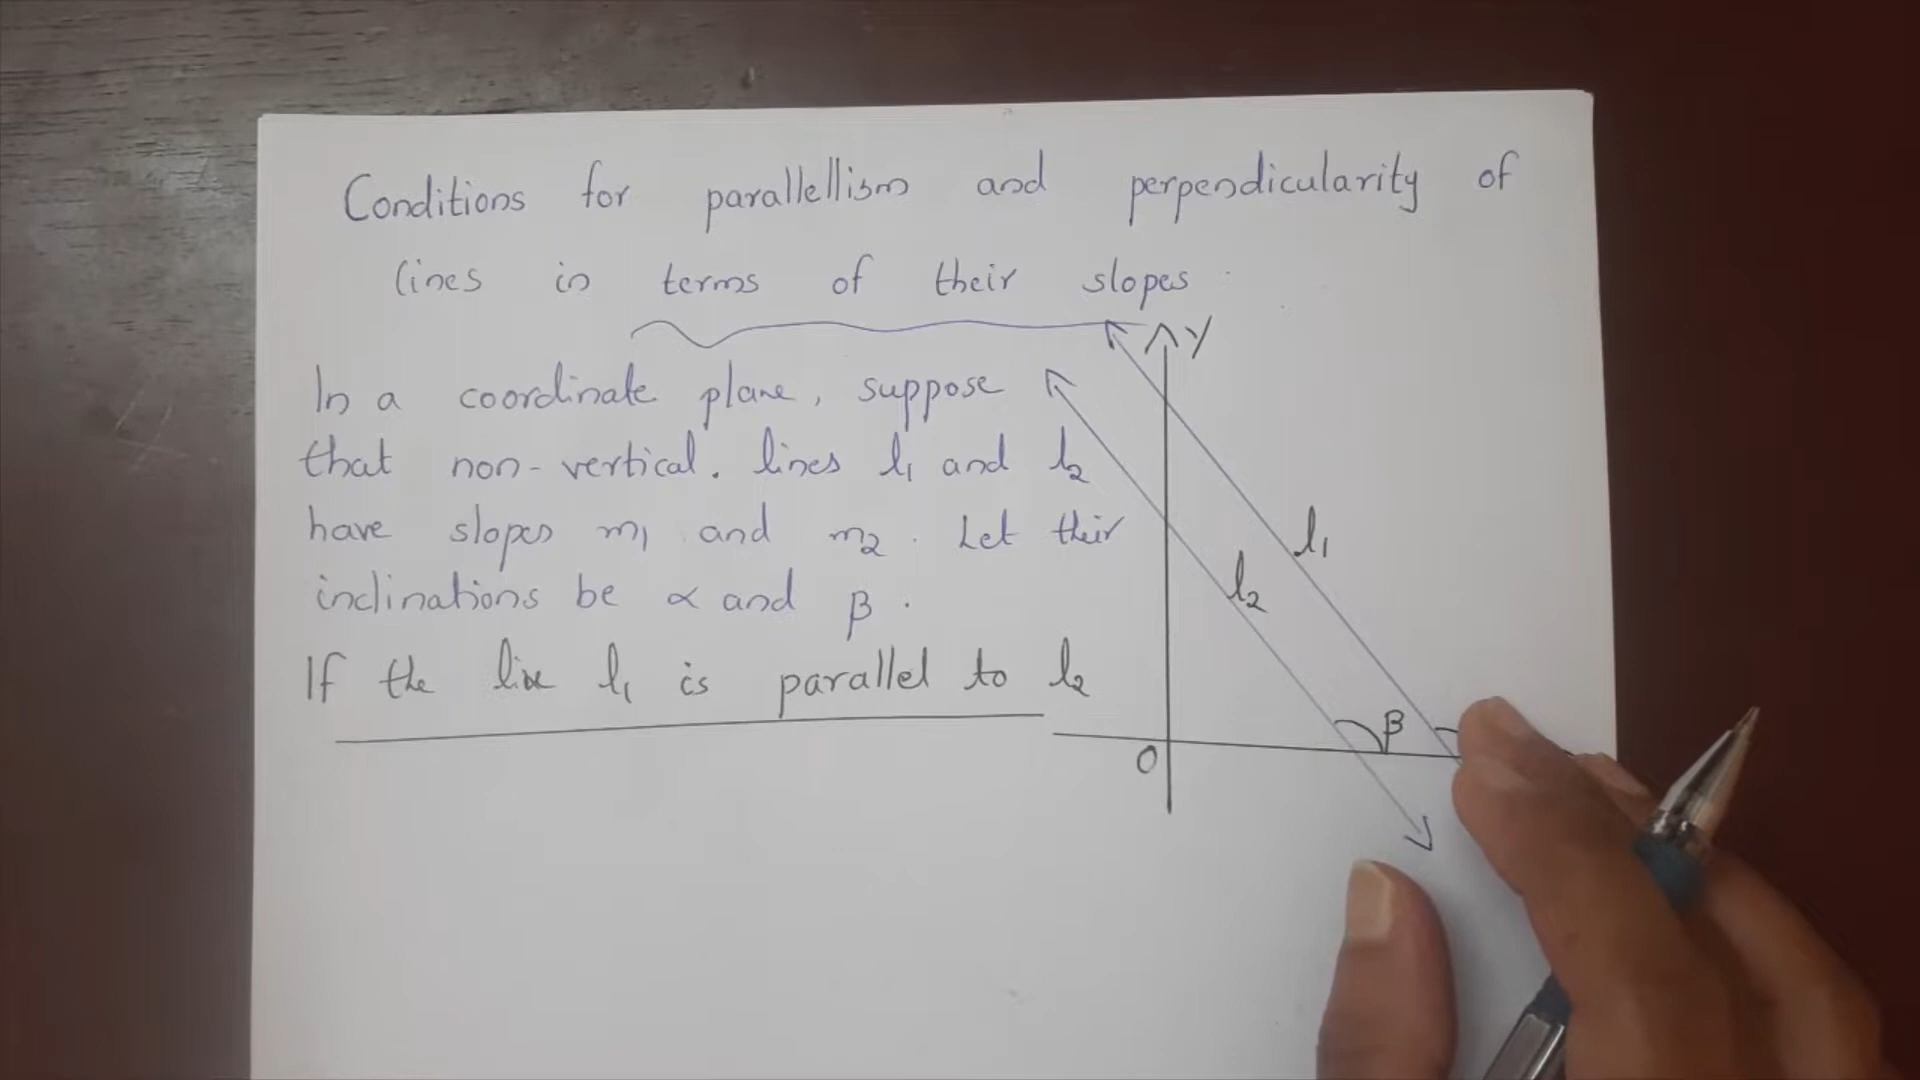 Conditions for parallellism and perpendicularity of
lines in terms of their slopes.
In a coordinate plane, suppose
that non-vertical. lines l₁ and l₂
have slopes m₁ and m₂. Let their
inclinations be α and β.
If the line l₁ is parallel to l₂
Y
l₁
l₂
β
O